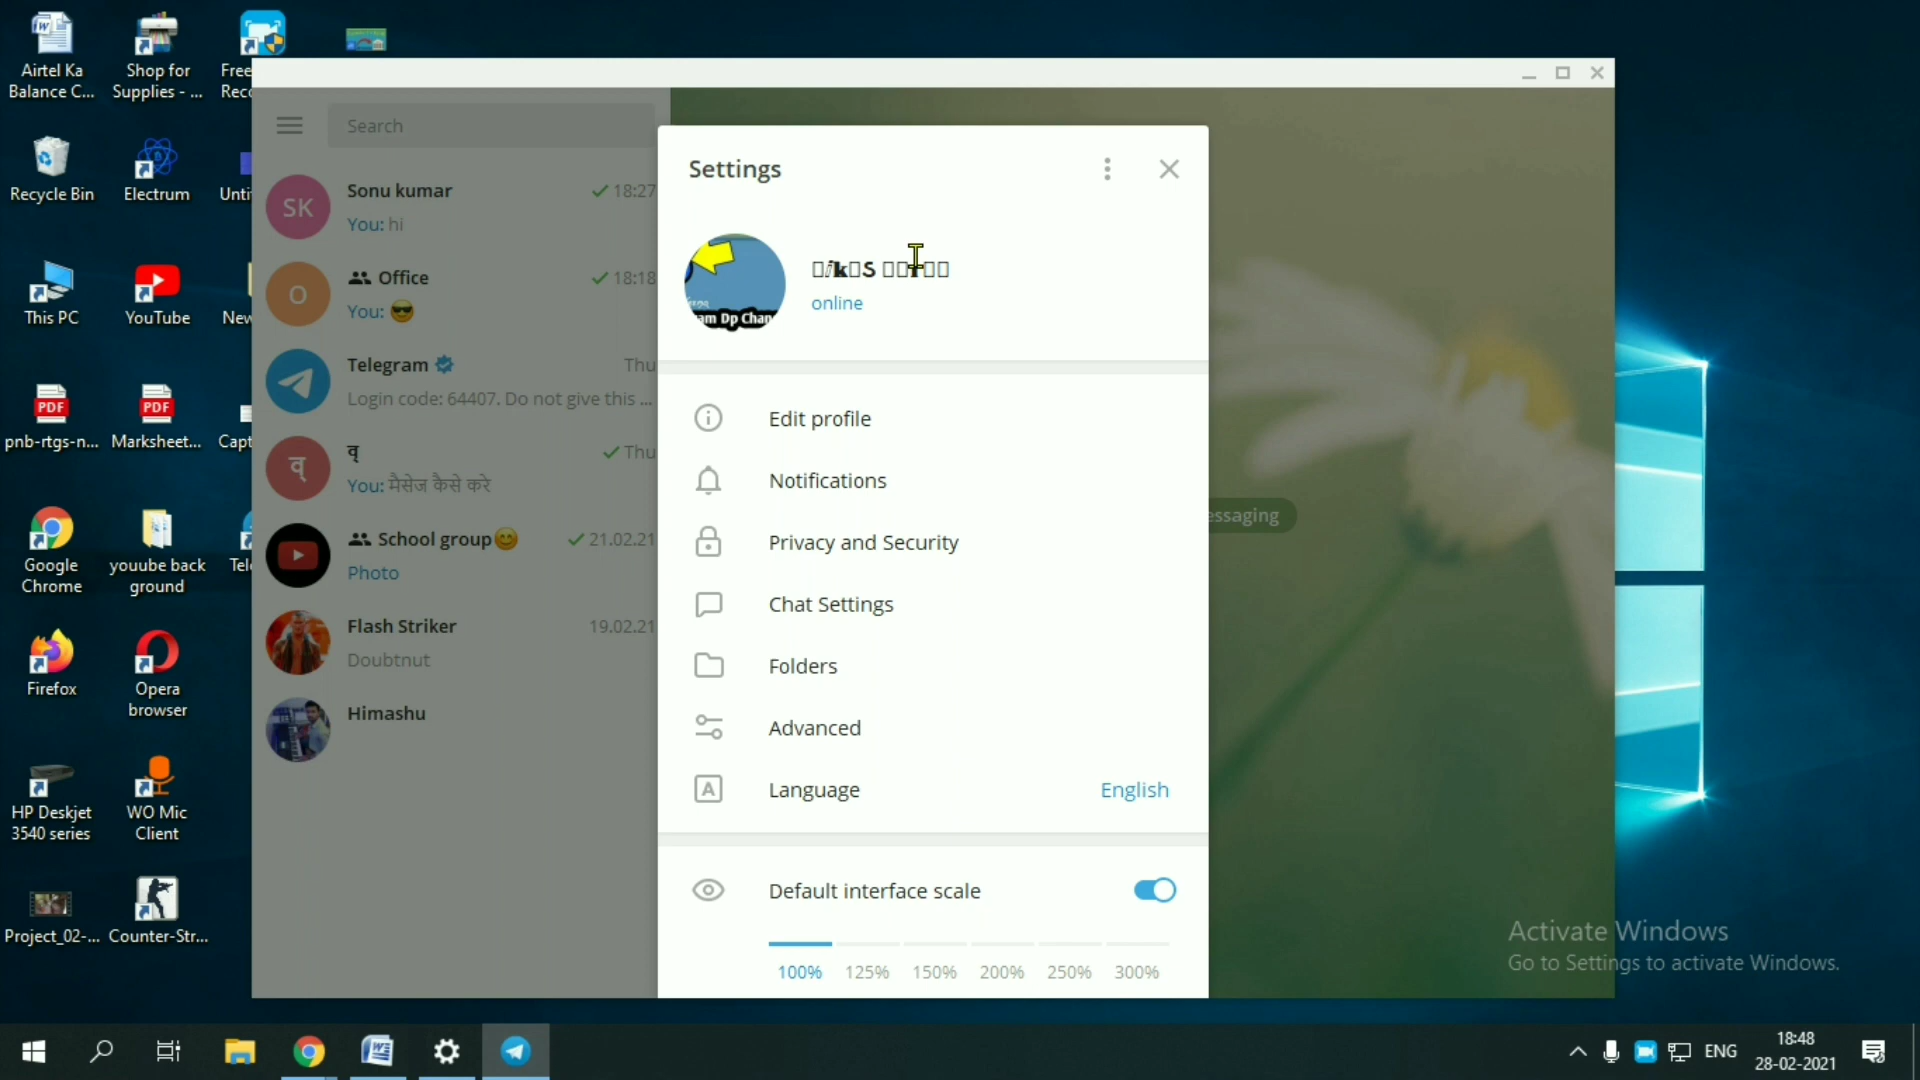 Airtel Ka
Balance C...
Shop for
Supplies - ...
Free
Rec
Recycle Bin
Electrum
Unti
This PC
YouTube
New
pnb-rtgs-n...
Marksheet...
Capt
Google
Chrome
youube back
ground
Tel
Firefox
Opera
browser
HP Deskjet
3540 series
WO Mic
Client
Project_02-...
Counter-Str...
Search
SK
Sonu kumar
18:27
You: hi
O
Office
18:18
You: 😎
Telegram
Thu
Login code: 64407. Do not give this ...
व्
व्
Thu
You: मैसेज कैसे करे
School group😊
21.02.21
Photo
Flash Striker
19.02.21
Doubtnut
Himashu
Settings
am Dp Chan
online
Edit profile
Notifications
Privacy and Security
Chat Settings
Folders
Advanced
Language
English
Default interface scale
100% 125% 150% 200% 250% 300%
essaging
Activate Windows
Go to Settings to activate Windows.
ENG
18:48
28-02-2021